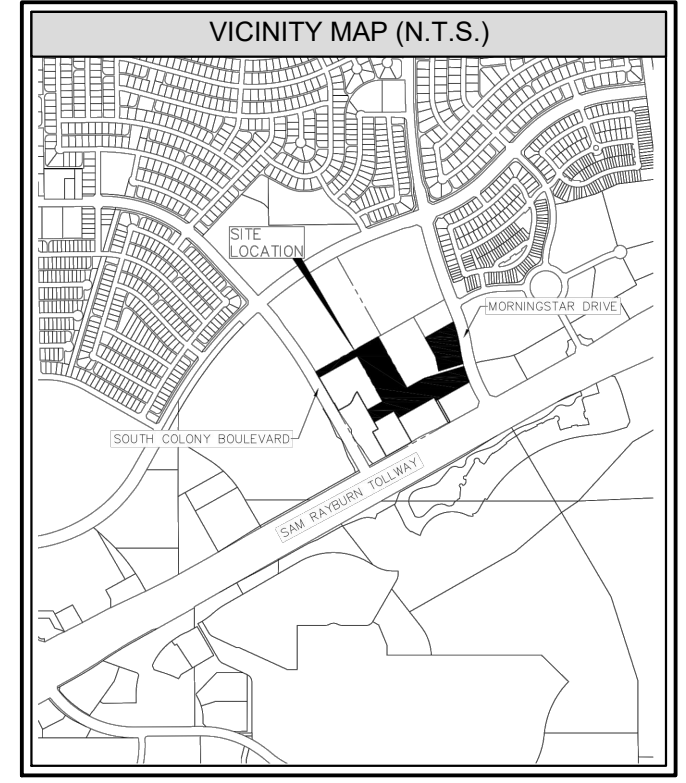 VICINITY MAP (N.T.S.)
SITE
LOCATION
MORNINGSTAR DRIVE
SOUTH COLONY BOULEVARD
SAM RAYBURN TOLLWAY